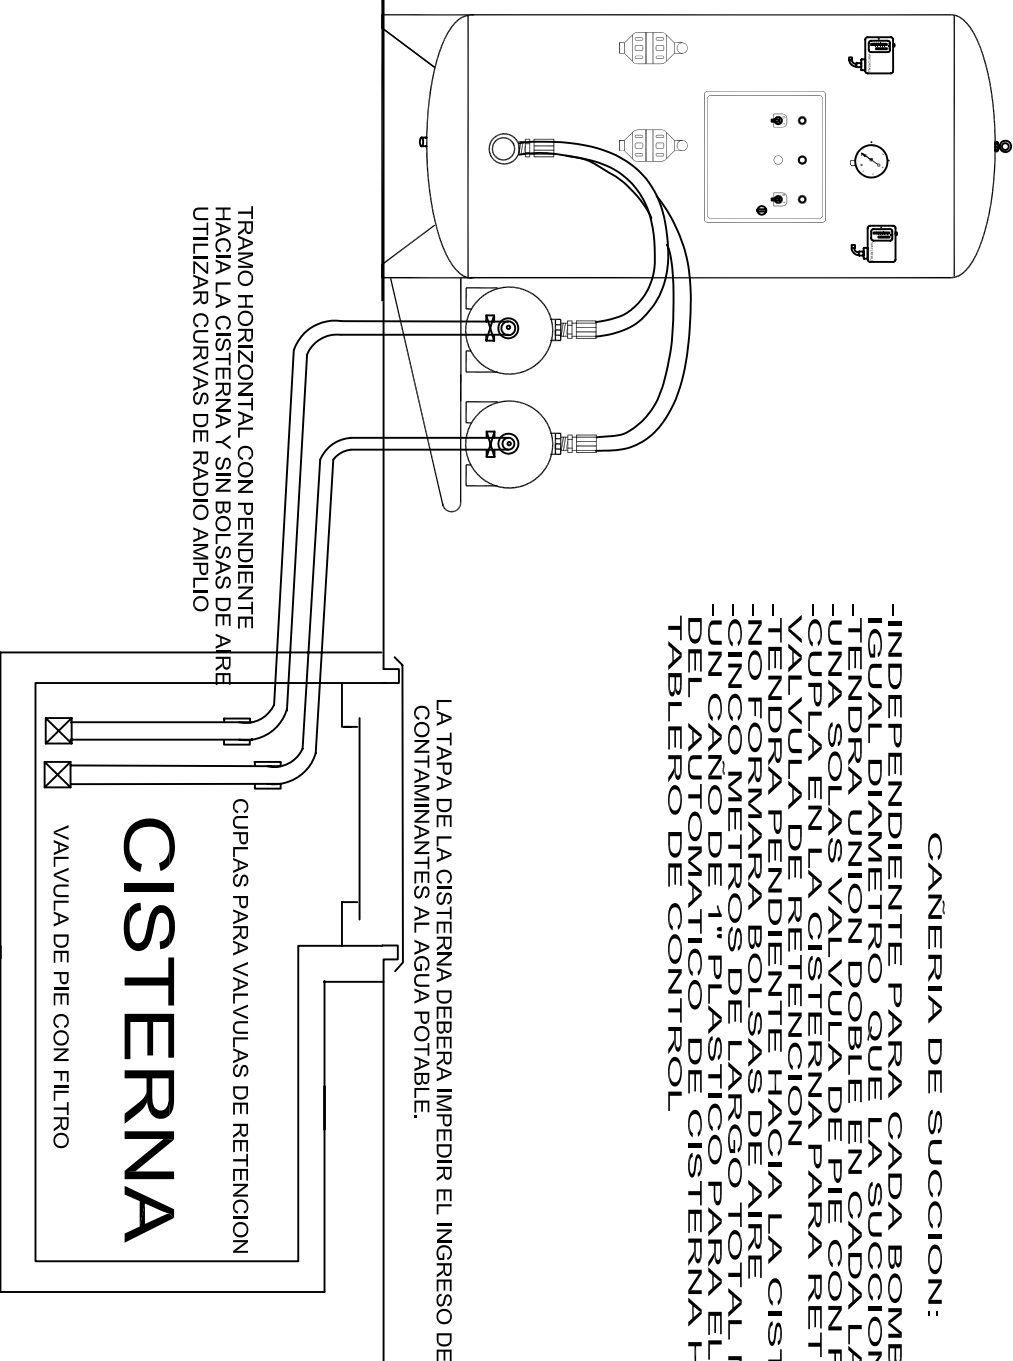 CAÑERIA DE SUCCION:
-INDEPENDIENTE PARA CADA
IGUAL DIAMETRO QUE LA SUCCION
-TENDRA UNION DOBLE EN CADA
-UNA SOLAS VALVULA DE PIE CON
-CUPLA EN LA CISTERNA PARA
VALVULA DE RETENCION
-TENDRA PENDIENTE HACIA LA
-NO FORMARA BOLSAS DE AIRE
-CINCO METROS DE LARGO TOTAL
-UN CAÑO DE 1" PLASTICO PARA EL
DEL AUTOMATICO DE CISTERNA
TABLERO DE CONTROL
TRAMO HORIZONTAL CON PENDIENTE
HACIA LA CISTERNA Y SIN BOLSAS DE AIRE
UTILIZAR CURVAS DE RADIO AMPLIO
LA TAPA DE LA CISTERNA DEBERA IMPEDIR EL INGRESO DE
CONTAMINANTES AL AGUA POTABLE.
CUPLAS PARA VALVULAS DE RETENCION
CISTERNA
VALVULA DE PIE CON FILTRO